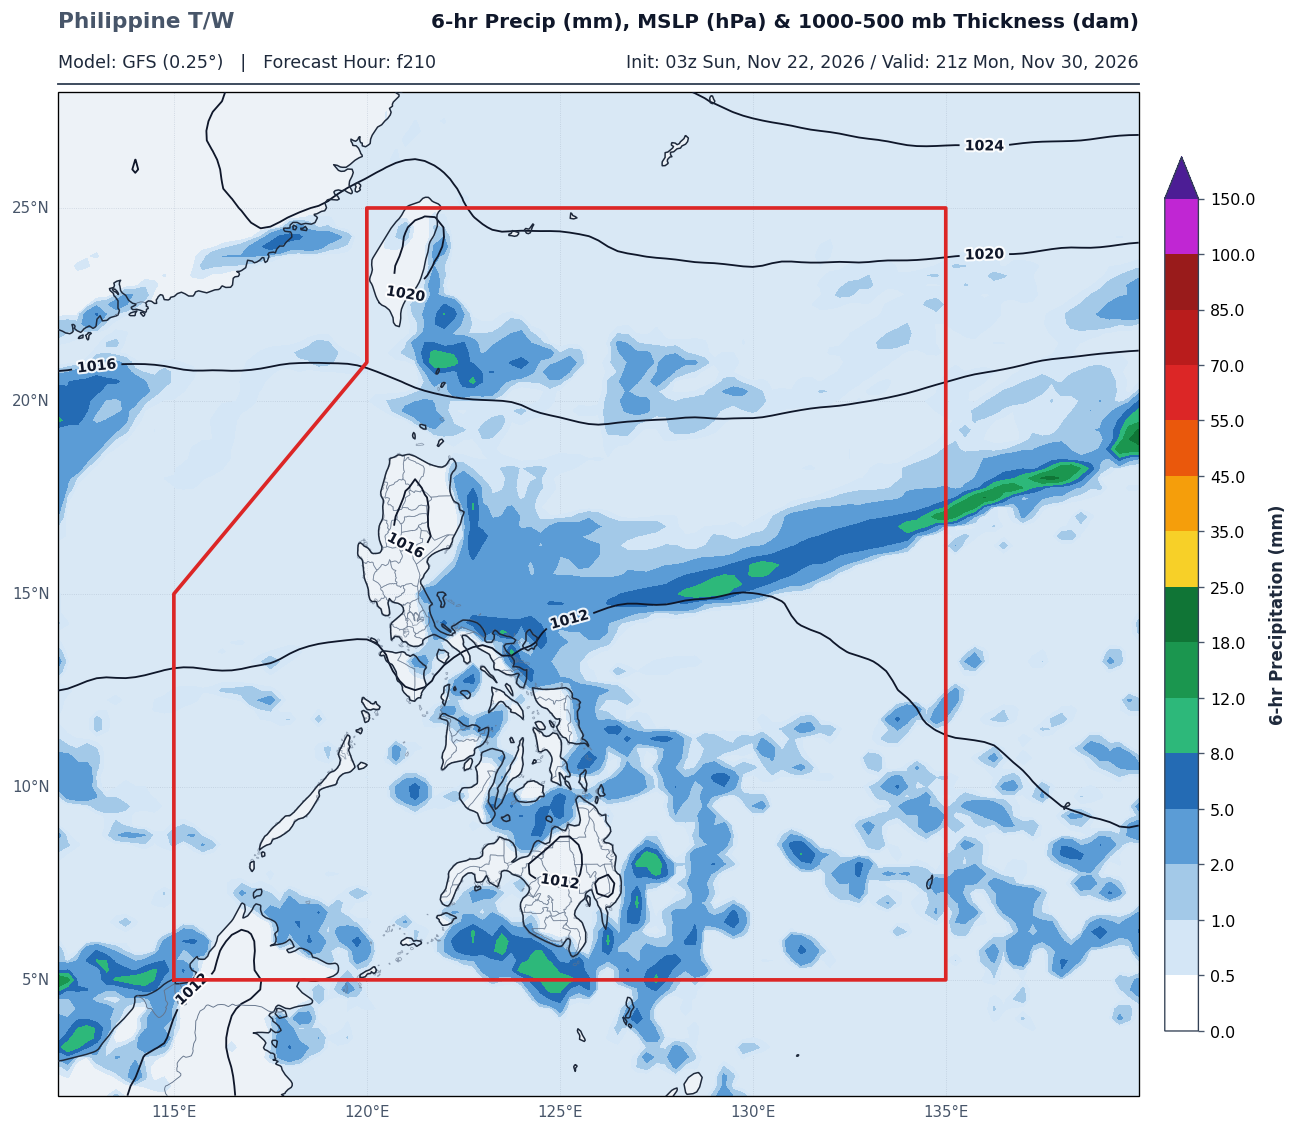 Philippine T/W
6-hr Precip (mm), MSLP (hPa) & 1000-500 mb Thickness (dam)
Model: GFS (0.25°) | Forecast Hour: f210
Init: 03z Sun, Nov 22, 2026 / Valid: 21z Mon, Nov 30, 2026
1024
1020
1020
1016
1016
1012
1012
1012
25°N
20°N
15°N
10°N
5°N
115°E
120°E
125°E
130°E
135°E
150.0
100.0
85.0
70.0
55.0
45.0
35.0
25.0
18.0
12.0
8.0
5.0
2.0
1.0
0.5
0.0
6-hr Precipitation (mm)